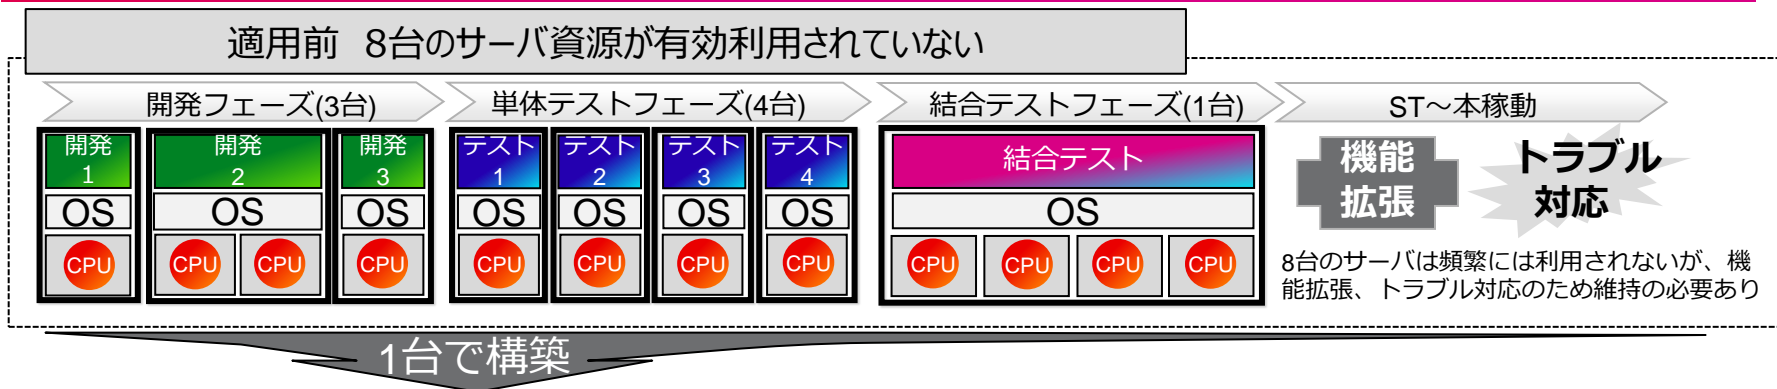 適用前 8台のサーバ資源が有効利用されていない
開発フェーズ(3台)
単体テストフェーズ(4台)
結合テストフェーズ(1台)
ST～本稼動
開発
1
OS
CPU
開発
2
OS
CPU CPU
開発
3
OS
CPU
テスト
1
OS
CPU
テスト
2
OS
CPU
テスト
3
OS
CPU
テスト
4
OS
CPU
結合テスト
OS
CPU CPU CPU CPU
機能
拡張
トラブル
対応
8台のサーバは頻繁には利用されないが、機
能拡張、トラブル対応のため維持の必要あり
1台で構築